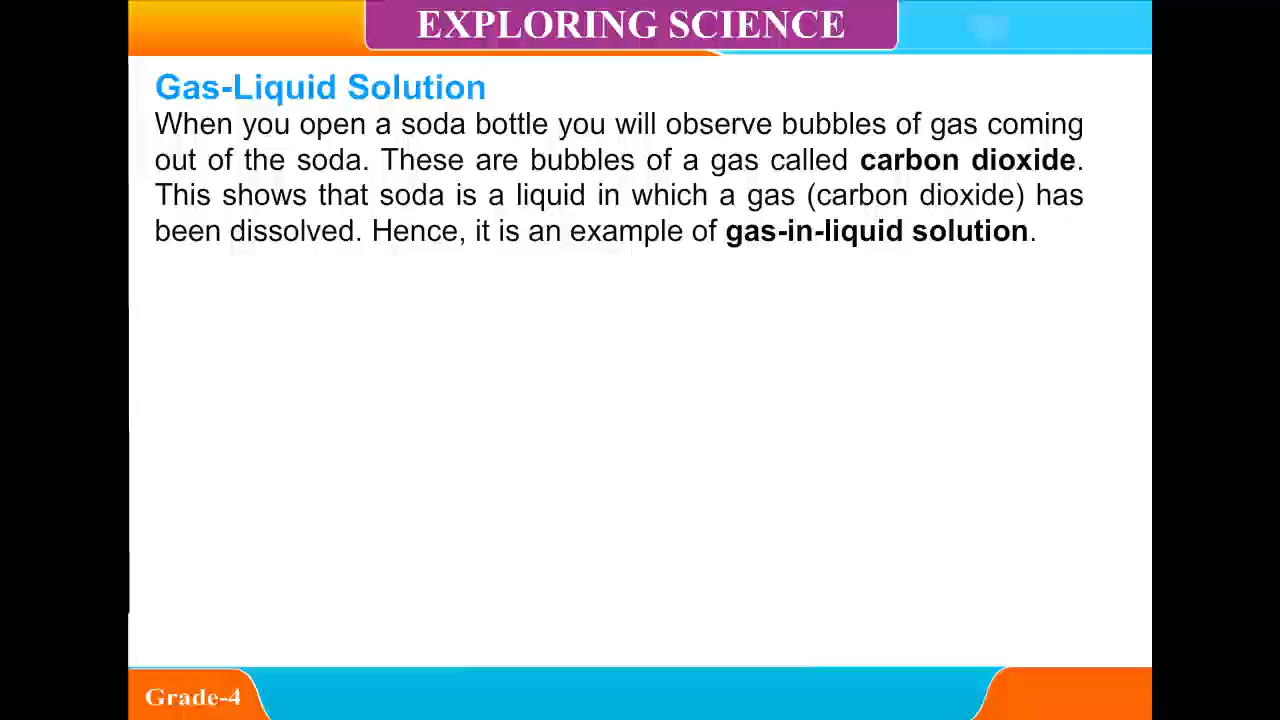 EXPLORING SCIENCE
Gas-Liquid Solution
When you open a soda bottle you will observe bubbles of gas coming
out of the soda. These are bubbles of a gas called carbon dioxide.
This shows that soda is a liquid in which a gas (carbon dioxide) has
been dissolved. Hence, it is an example of gas-in-liquid solution.
Grade-4